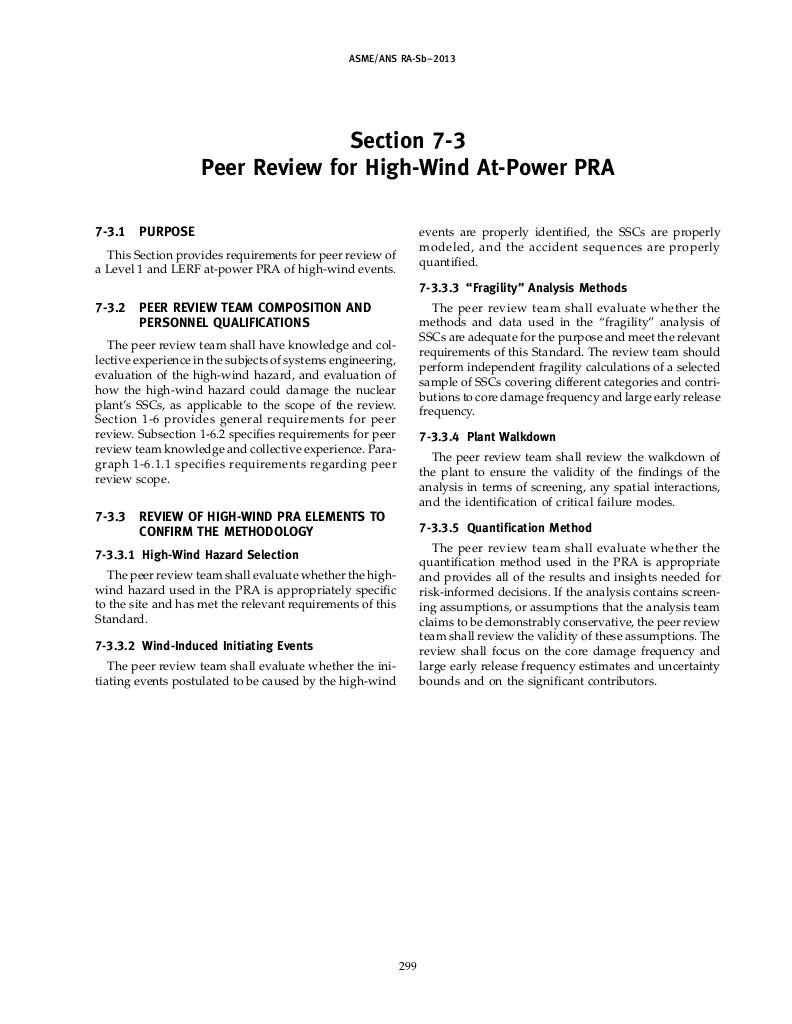 ASME/ANS RA-Sb–2013
Section 7-3
Peer Review for High-Wind At-Power PRA
7-3.1 PURPOSE
This Section provides requirements for peer review of
a Level 1 and LERF at-power PRA of high-wind events.
7-3.2 PEER REVIEW TEAM COMPOSITION AND
PERSONNEL QUALIFICATIONS
The peer review team shall have knowledge and col-
lective experience in the subjects of systems engineering,
evaluation of the high-wind hazard, and evaluation of
how the high-wind hazard could damage the nuclear
plant's SSCs, as applicable to the scope of the review.
Section 1-6 provides general requirements for peer
review. Subsection 1-6.2 specifies requirements for peer
review team knowledge and collective experience. Para-
graph 1-6.1.1 specifies requirements regarding peer
review scope.
7-3.3 REVIEW OF HIGH-WIND PRA ELEMENTS TO
CONFIRM THE METHODOLOGY
7-3.3.1 High-Wind Hazard Selection
The peer review team shall evaluate whether the high-
wind hazard used in the PRA is appropriately specific
to the site and has met the relevant requirements of this
Standard.
7-3.3.2 Wind-Induced Initiating Events
The peer review team shall evaluate whether the ini-
tiating events postulated to be caused by the high-wind
events are properly identified, the SSCs are properly
modeled, and the accident sequences are properly
quantified.
7-3.3.3 “Fragility” Analysis Methods
The peer review team shall evaluate whether the
methods and data used in the “fragility” analysis of
SSCs are adequate for the purpose and meet the relevant
requirements of this Standard. The review team should
perform independent fragility calculations of a selected
sample of SSCs covering different categories and contri-
butions to core damage frequency and large early release
frequency.
7-3.3.4 Plant Walkdown
The peer review team shall review the walkdown of
the plant to ensure the validity of the findings of the
analysis in terms of screening, any spatial interactions,
and the identification of critical failure modes.
7-3.3.5 Quantification Method
The peer review team shall evaluate whether the
quantification method used in the PRA is appropriate
and provides all of the results and insights needed for
risk-informed decisions. If the analysis contains screen-
ing assumptions, or assumptions that the analysis team
claims to be demonstrably conservative, the peer review
team shall review the validity of these assumptions. The
review shall focus on the core damage frequency and
large early release frequency estimates and uncertainty
bounds and on the significant contributors.
299